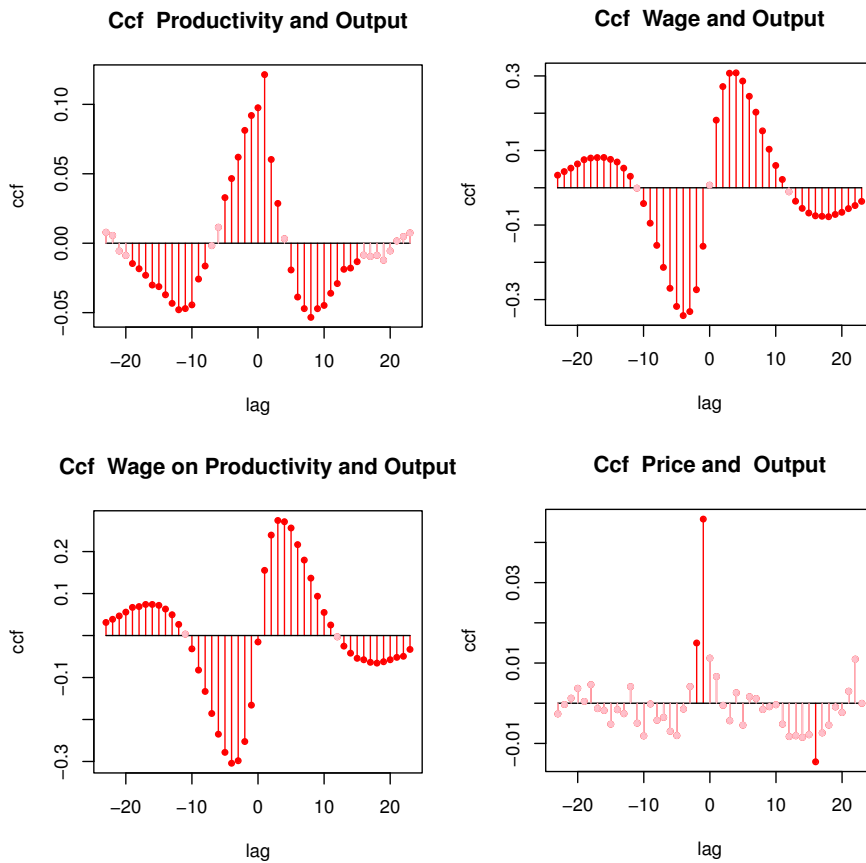 Ccf Productivity and Output
ccf
0.10
0.05
0.00
−0.05
−20 −10 0 10 20
lag
Ccf Wage and Output
ccf
0.3
0.1
−0.1
−0.3
−20 −10 0 10 20
lag
Ccf Wage on Productivity and Output
ccf
0.2
0.1
−0.1
−0.3
−20 −10 0 10 20
lag
Ccf Price and Output
ccf
0.03
0.01
−0.01
−20 −10 0 10 20
lag